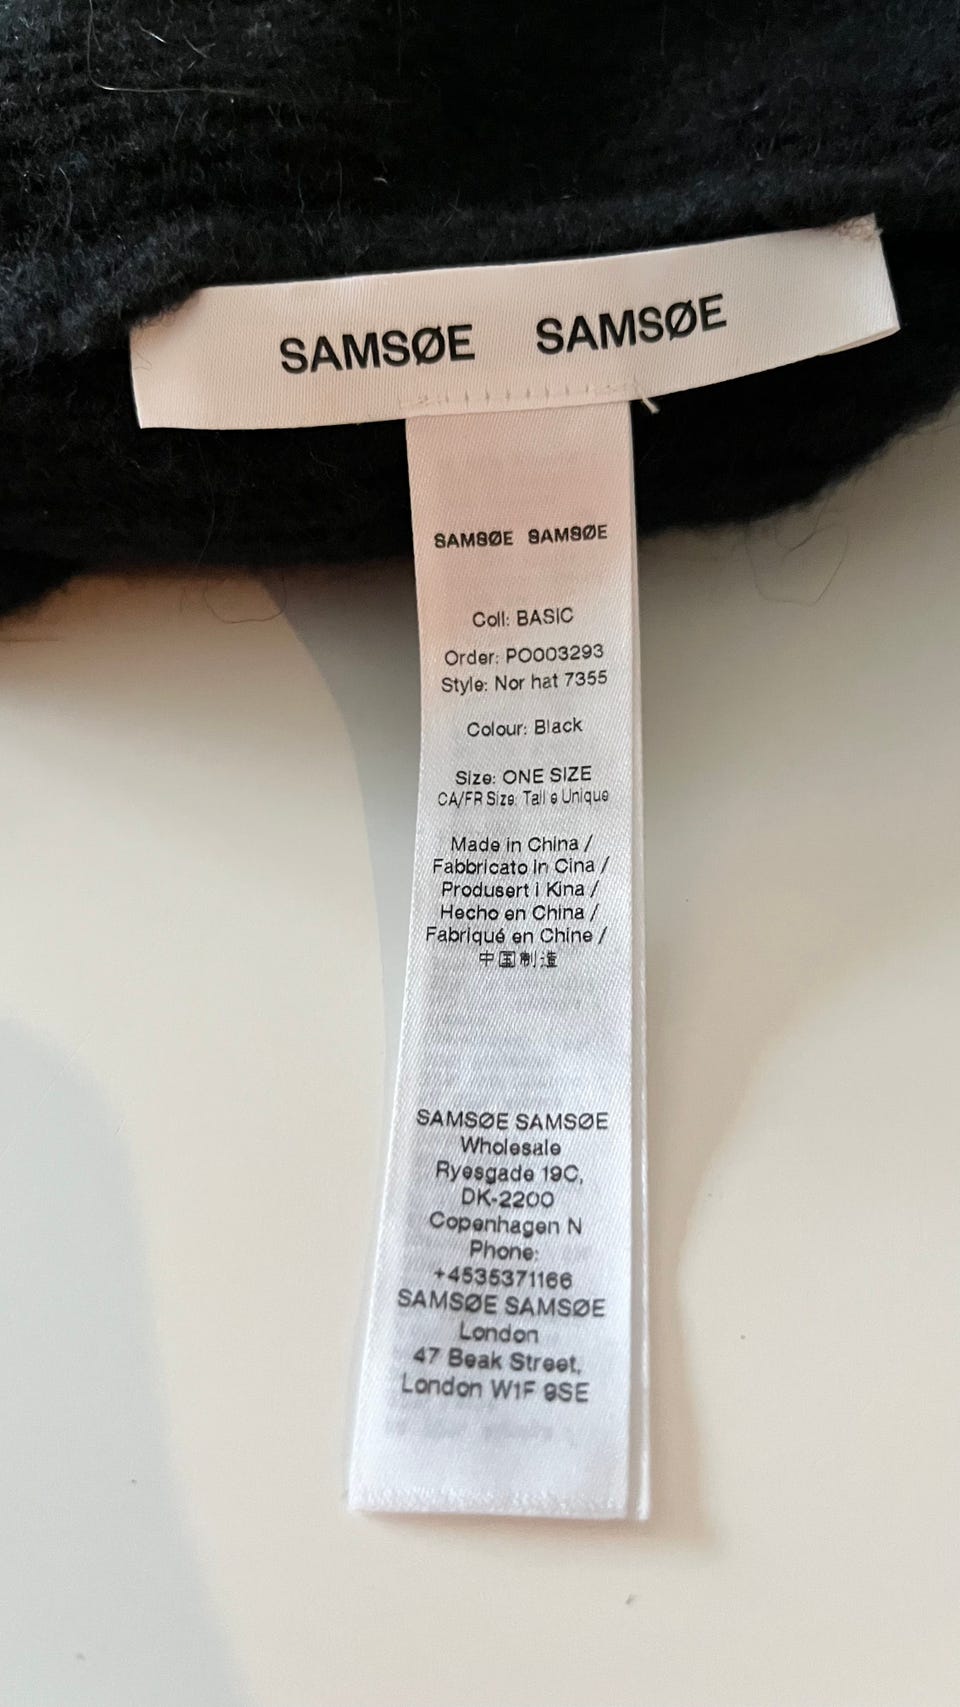 SAMSØE SAMSØE
SAMSØE SAMSØE
Coll: BASIC
Order: PO003293
Style: Nor hat 7355
Colour: Black
Size: ONE SIZE
CA/FR Size: Taille Unique
Made in China /
Fabbricato in Cina /
Produsert i Kina /
Hecho en China /
Fabriqué en Chine /
中国制造
SAMSØE SAMSØE
Wholesale
Ryesgade 19C,
DK-2200
Copenhagen N
Phone:
+4535371166
SAMSØE SAMSØE
London
47 Beak Street,
London W1F 9SE